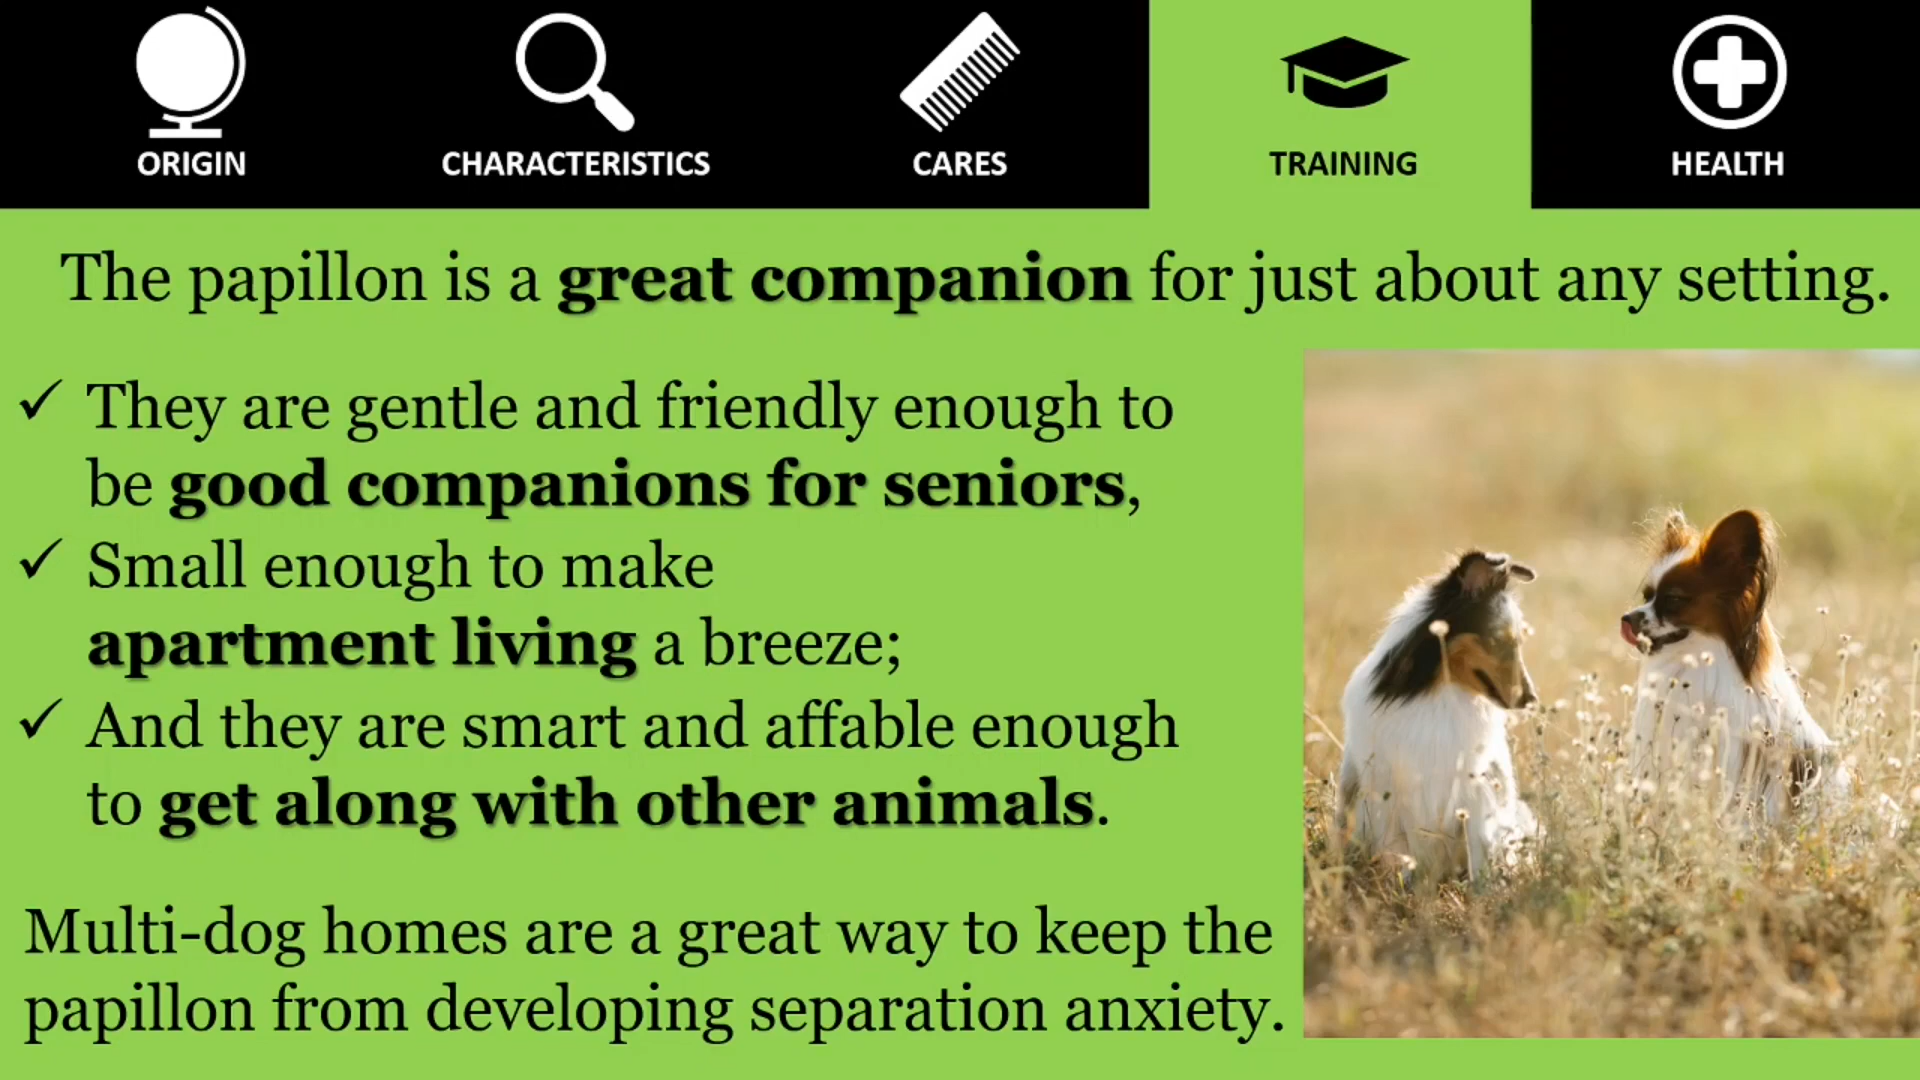 ORIGIN
CHARACTERISTICS
CARES
TRAINING
HEALTH
The papillon is a great companion for just about any setting.
✓ They are gentle and friendly enough to
be good companions for seniors,
✓ Small enough to make
apartment living a breeze;
✓ And they are smart and affable enough
to get along with other animals.
Multi-dog homes are a great way to keep the
papillon from developing separation anxiety.